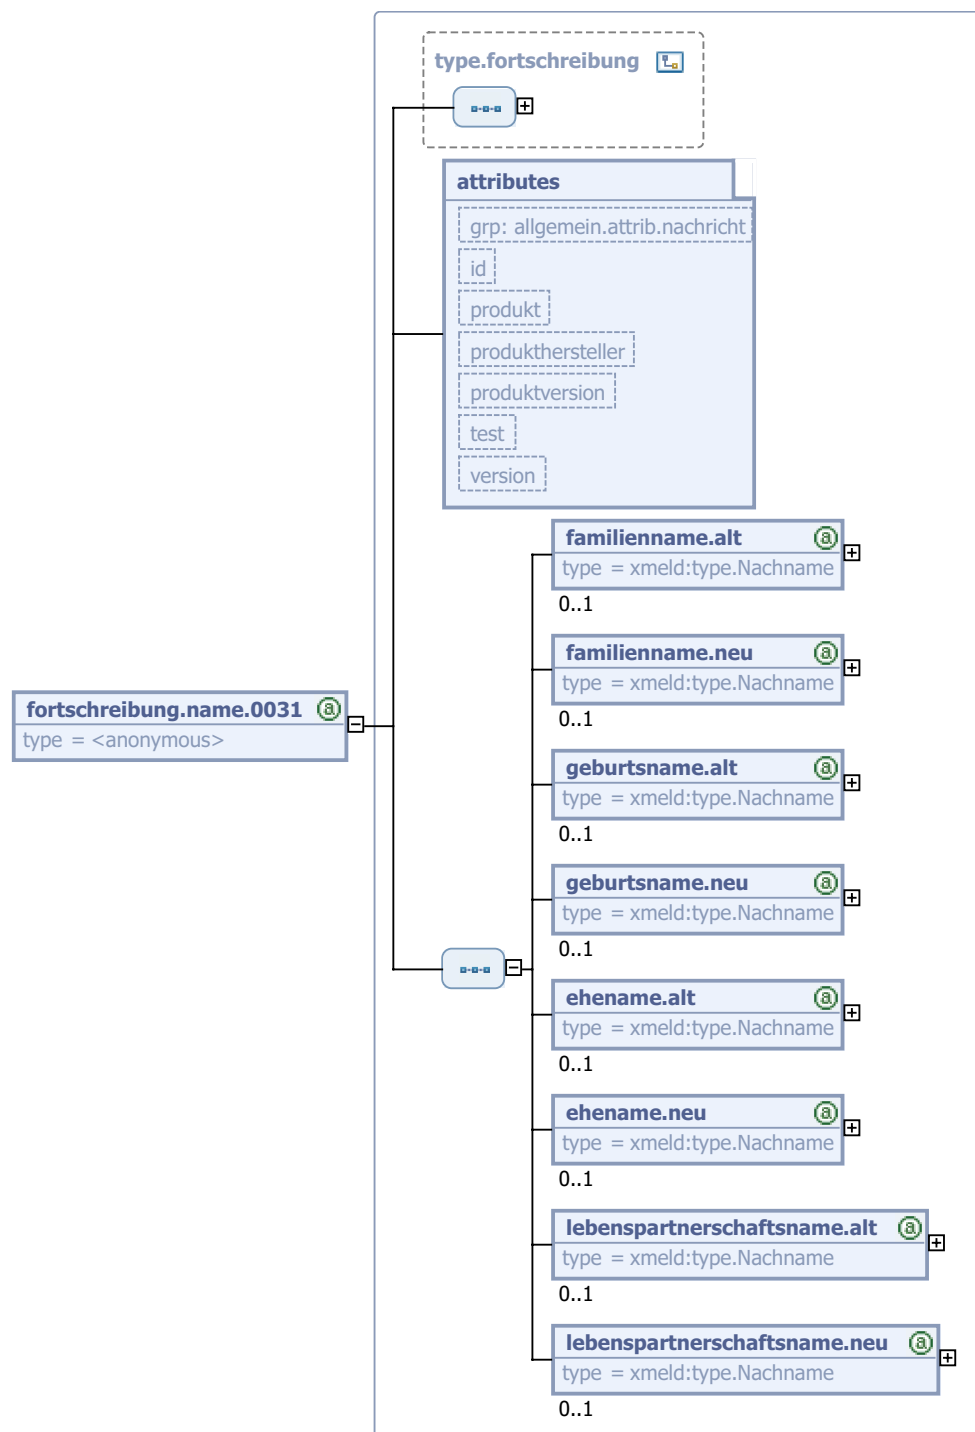 type.fortschreibung
attributes
grp: allgemein.attrib.nachricht
id
produkt
produkthersteller
produktversion
test
version
fortschreibung.name.0031
type = <anonymous>
familienname.alt
type = xmeld:type.Nachname
0..1
familienname.neu
type = xmeld:type.Nachname
0..1
geburtsname.alt
type = xmeld:type.Nachname
0..1
geburtsname.neu
type = xmeld:type.Nachname
0..1
ehename.alt
type = xmeld:type.Nachname
0..1
ehename.neu
type = xmeld:type.Nachname
0..1
lebenspartnerschaftsname.alt
type = xmeld:type.Nachname
0..1
lebenspartnerschaftsname.neu
type = xmeld:type.Nachname
0..1